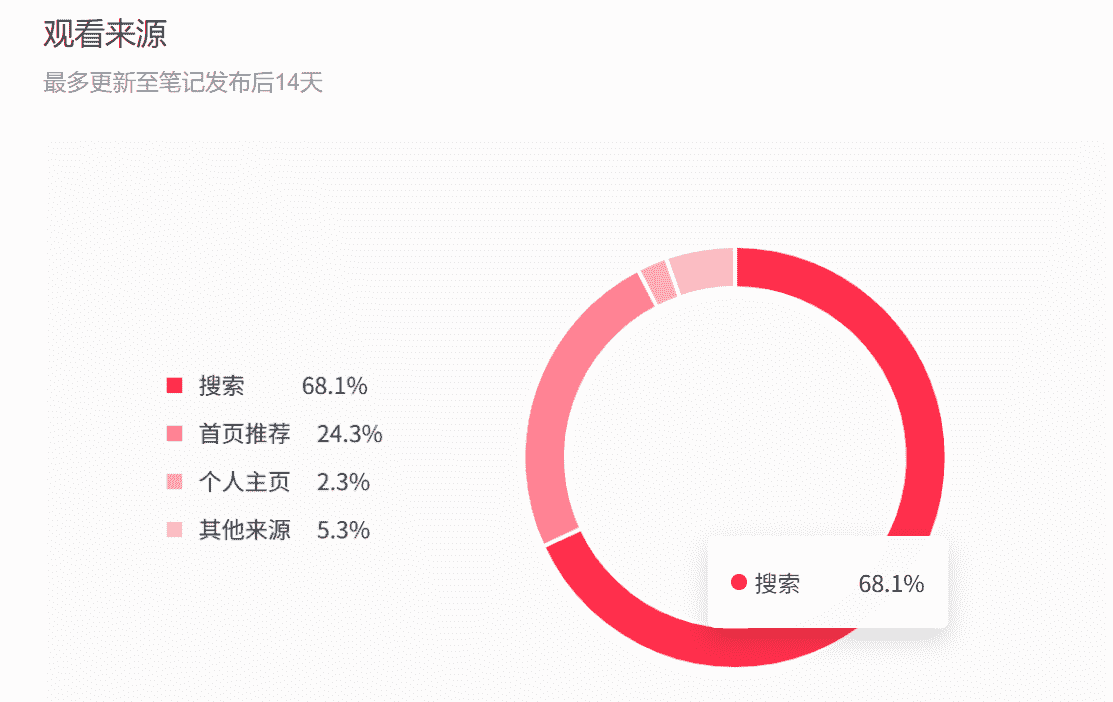 观看来源
最多更新至笔记发布后14天
搜索 68.1%
首页推荐 24.3%
个人主页 2.3%
其他来源 5.3%
搜索 68.1%